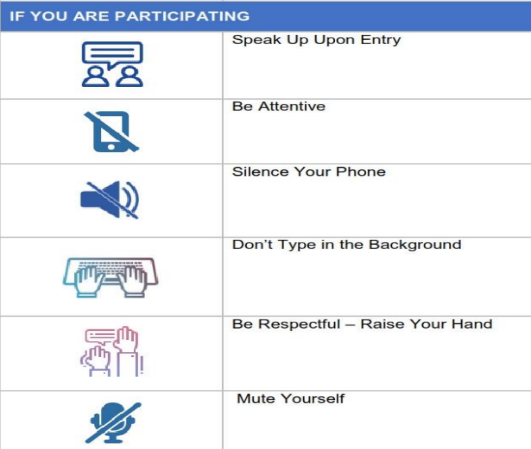 IF YOU ARE PARTICIPATING
Speak Up Upon Entry
Be Attentive
Silence Your Phone
Don’t Type in the Background
Be Respectful – Raise Your Hand
Mute Yourself